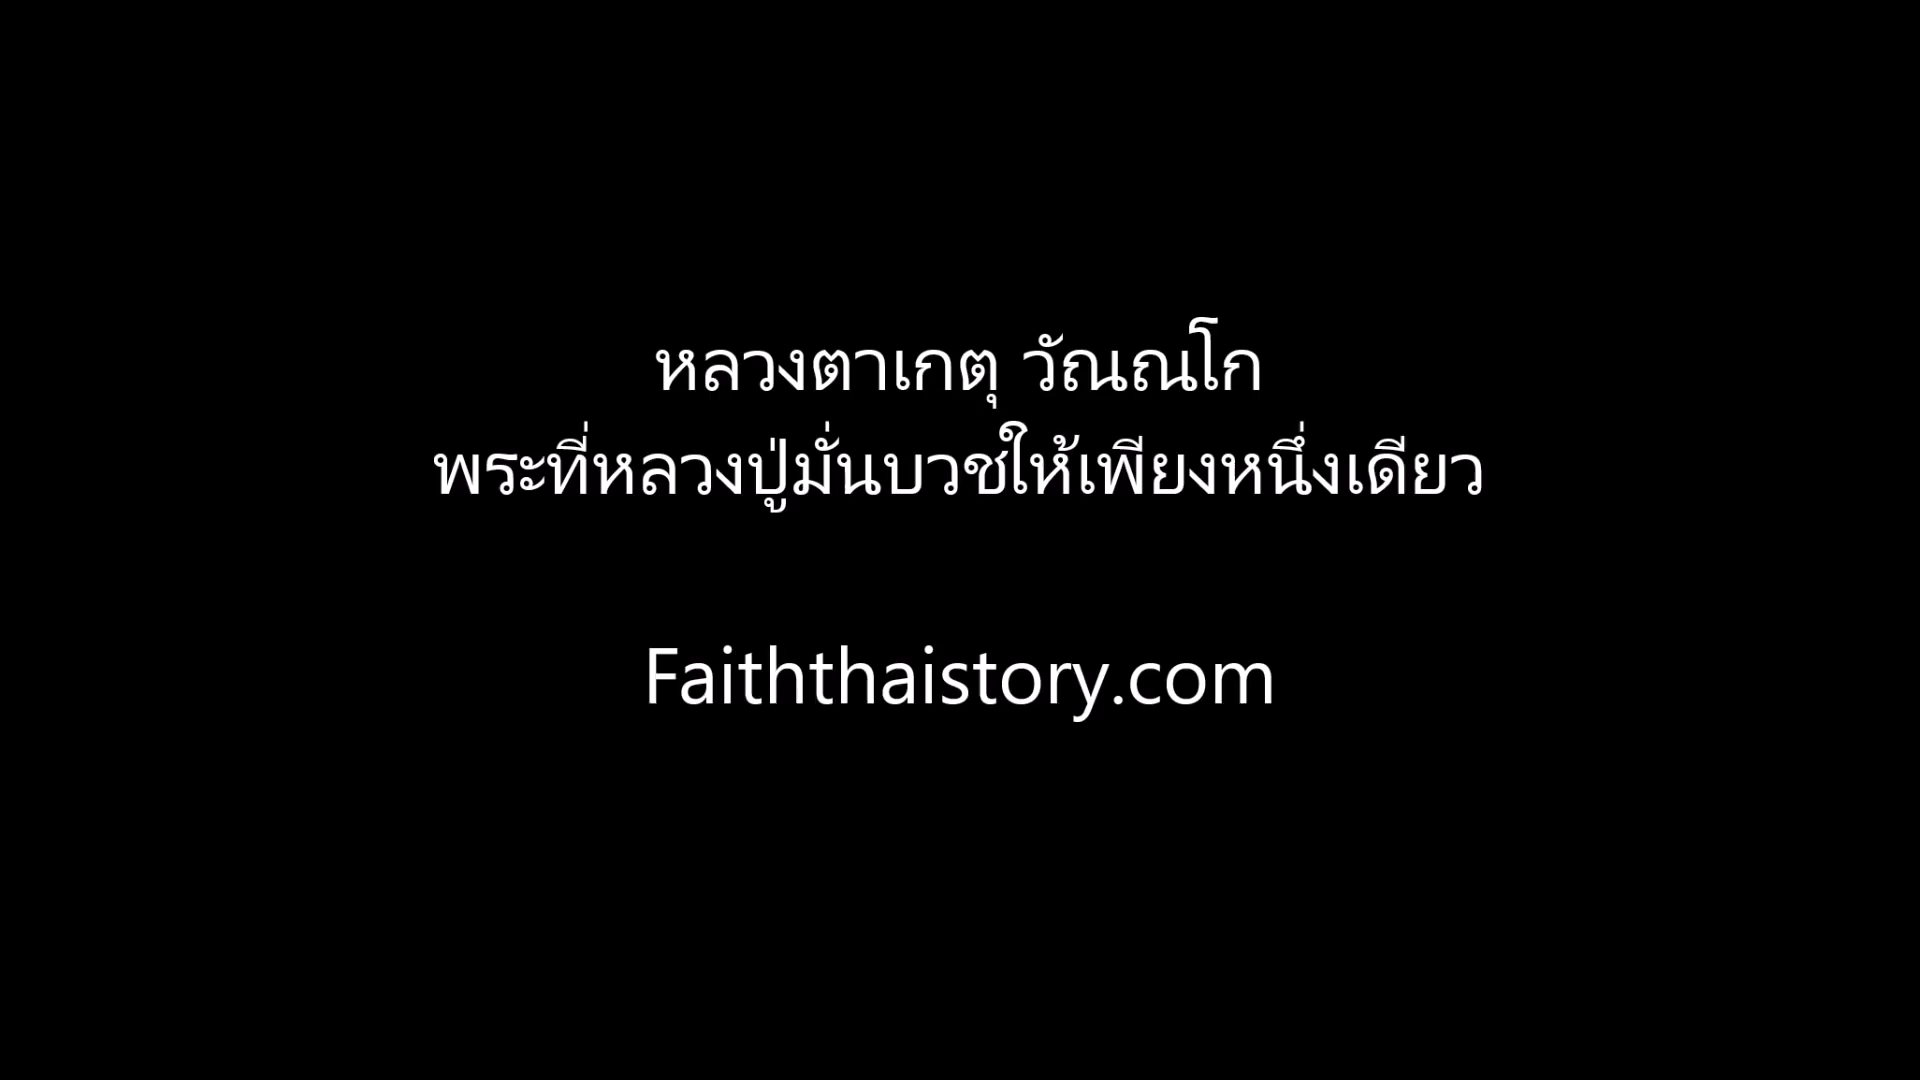 หลวงตาเกตุ วัณณโก
พระที่หลวงปู่มั่นบวชให้เพียงหนึ่งเดียว
Faiththaistory.com